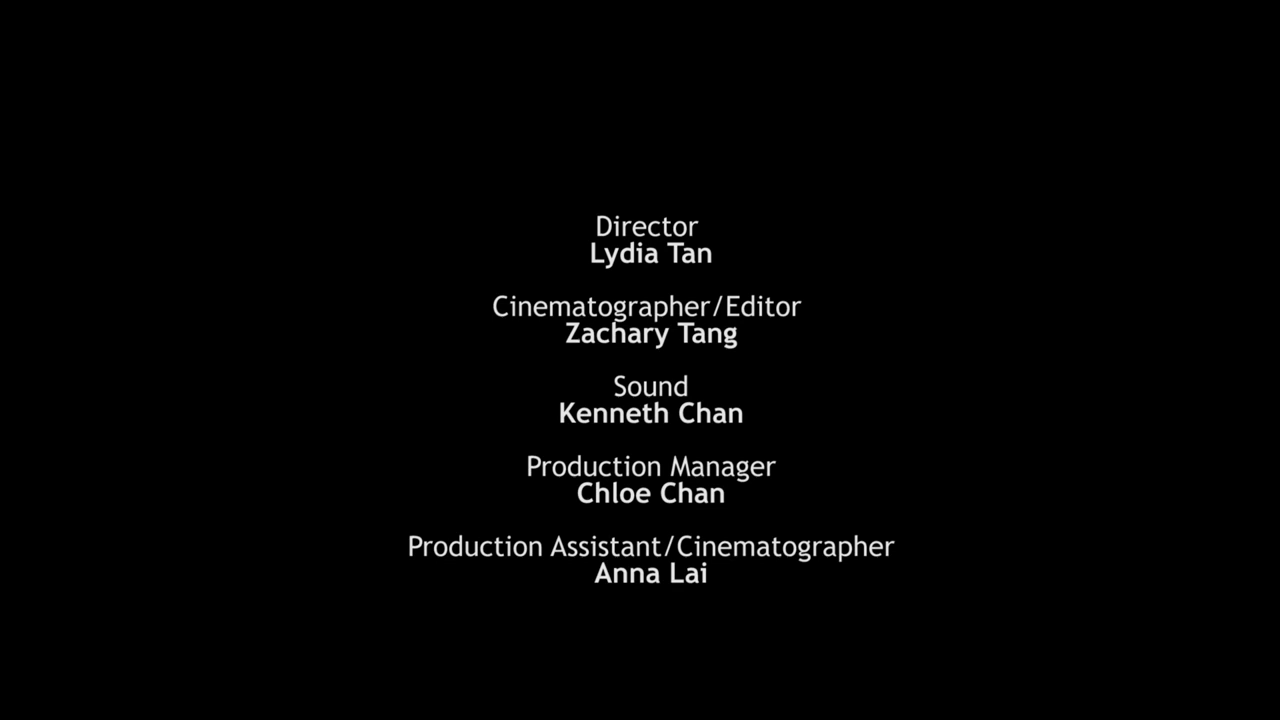 Director
Lydia Tan
Cinematographer/Editor
Zachary Tang
Sound
Kenneth Chan
Production Manager
Chloe Chan
Production Assistant/Cinematographer
Anna Lai